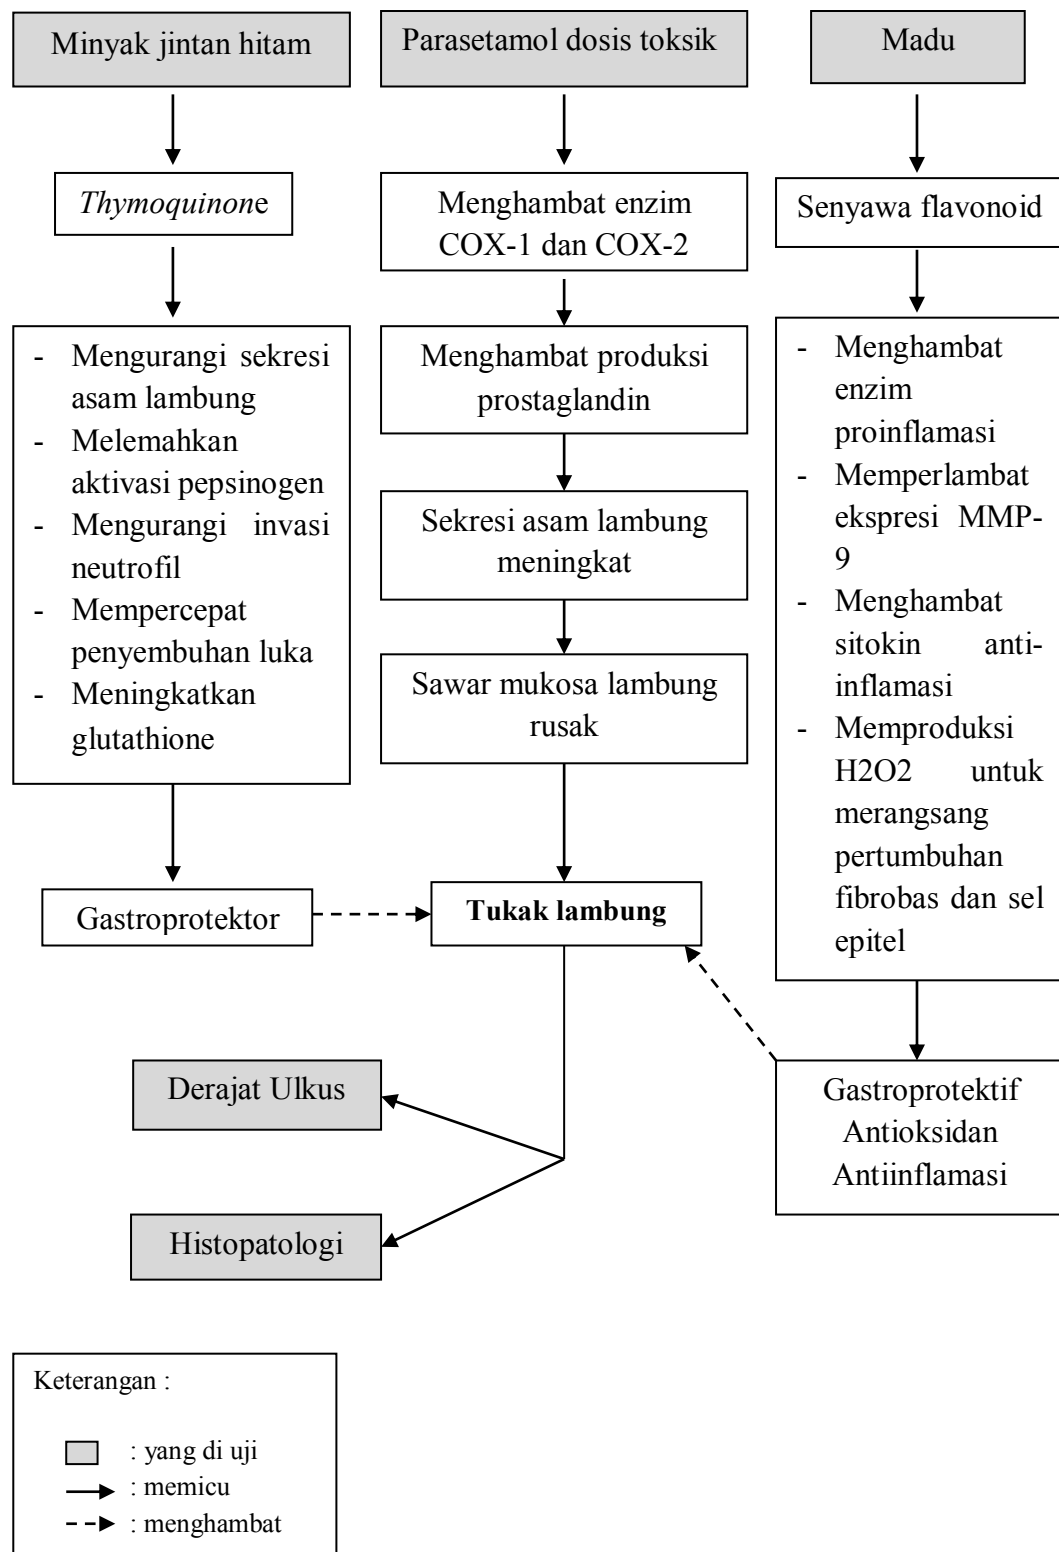 Minyak jintan hitam
Parasetamol dosis toksik
Madu
Thymoquinone
Menghambat enzim
COX-1 dan COX-2
Senyawa flavonoid
- Mengurangi sekresi
asam lambung
- Melemahkan
aktivasi pepsinogen
- Mengurangi invasi
neutrofil
- Mempercepat
penyembuhan luka
- Meningkatkan
glutathione
Menghambat produksi
prostaglandin
Sekresi asam lambung
meningkat
Sawar mukosa lambung
rusak
- Menghambat
enzim
proinflamasi
- Memperlambat
ekspresi MMP-
9
- Menghambat
sitokin anti-
inflamasi
- Memproduksi
H2O2 untuk
merangsang
pertumbuhan
fibrobas dan sel
epitel
Gastroprotektor
Tukak lambung
Derajat Ulkus
Histopatologi
Gastroprotektif
Antioksidan
Antiinflamasi
Keterangan :
: yang di uji
: memicu
: menghambat